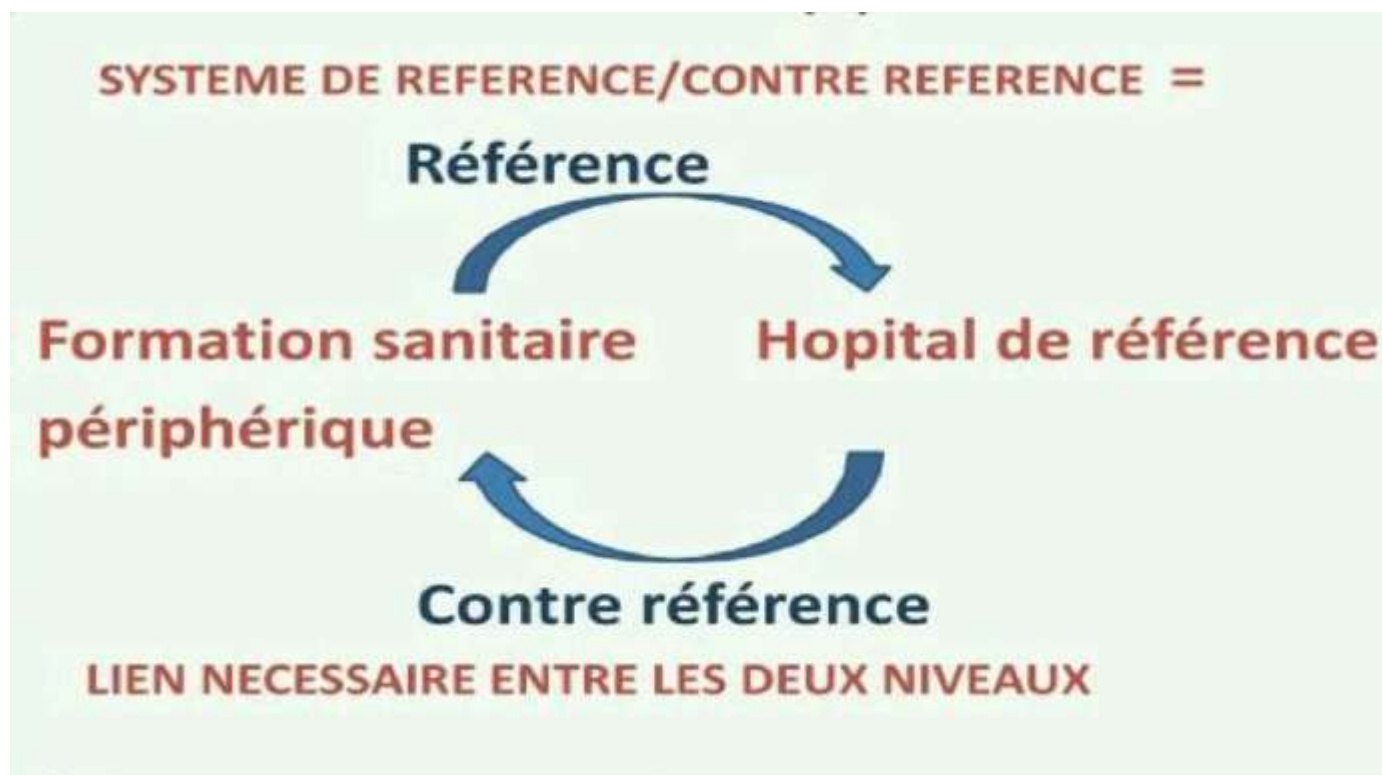 SYSTEME DE REFERENCE/CONTRE REFERENCE =
Référence
Formation sanitaire
périphérique
Hopital de référence
Contre référence
LIEN NECESSAIRE ENTRE LES DEUX NIVEAUX